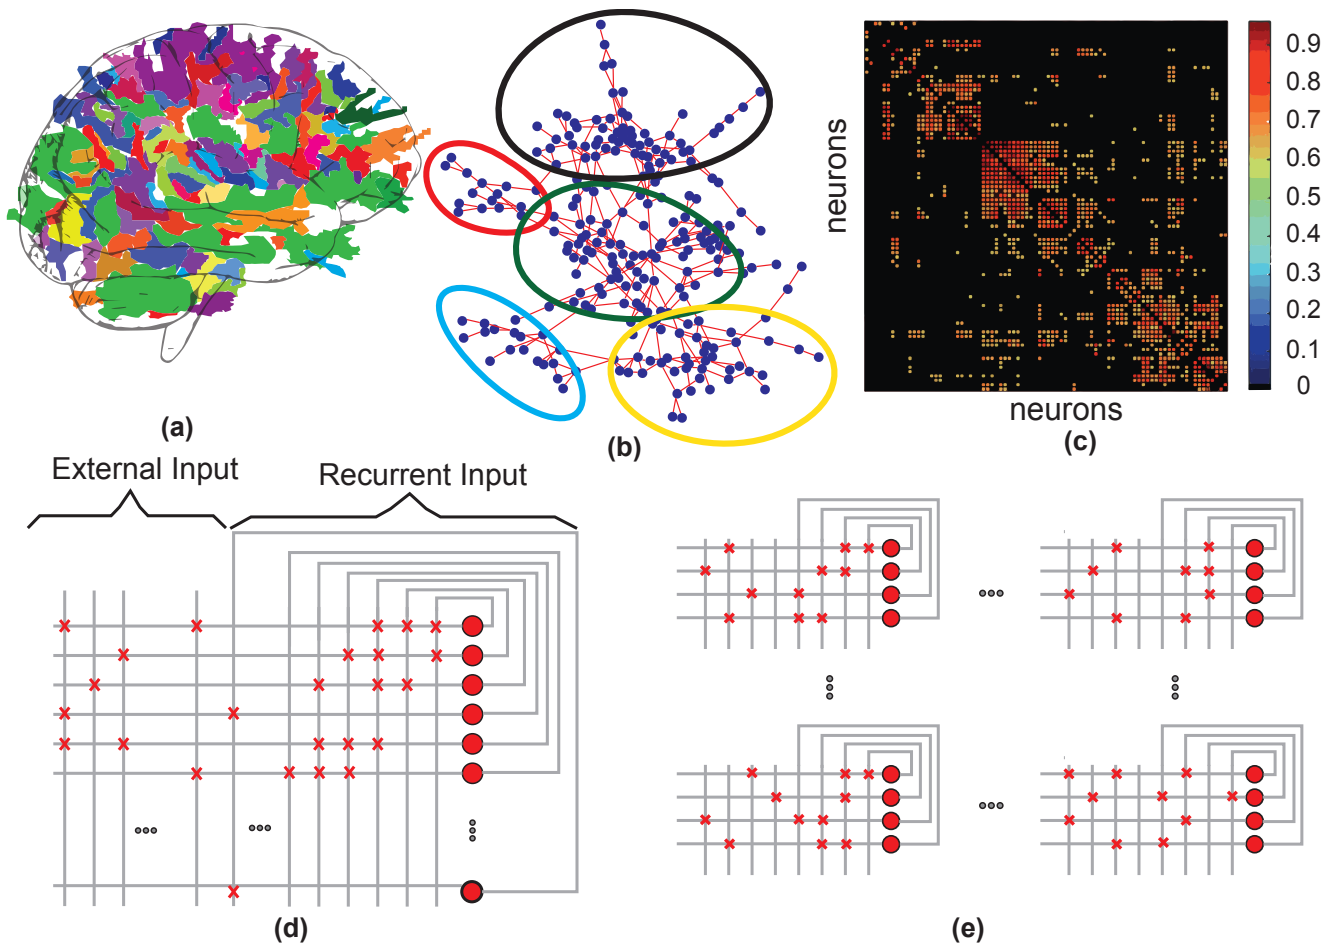 (a)
(b)
neurons
neurons
(c)
0.9
0.8
0.7
0.6
0.5
0.4
0.3
0.2
0.1
0
External Input
Recurrent Input
(d)
(e)